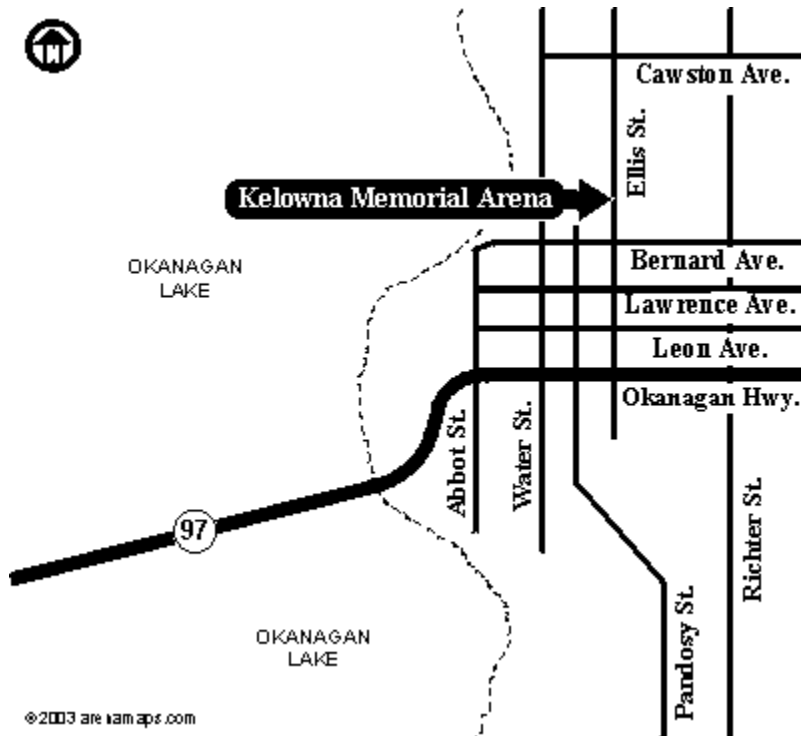 Cawston Ave.
Ellis St.
Kelowna Memorial Arena
Bernard Ave.
OKANAGAN
LAKE
Lawrence Ave.
Leon Ave.
Okanagan Hwy.
Abbot St.
Water St.
97
Richter St.
Pandosy St.
OKANAGAN
LAKE
©2003 arenamaps.com